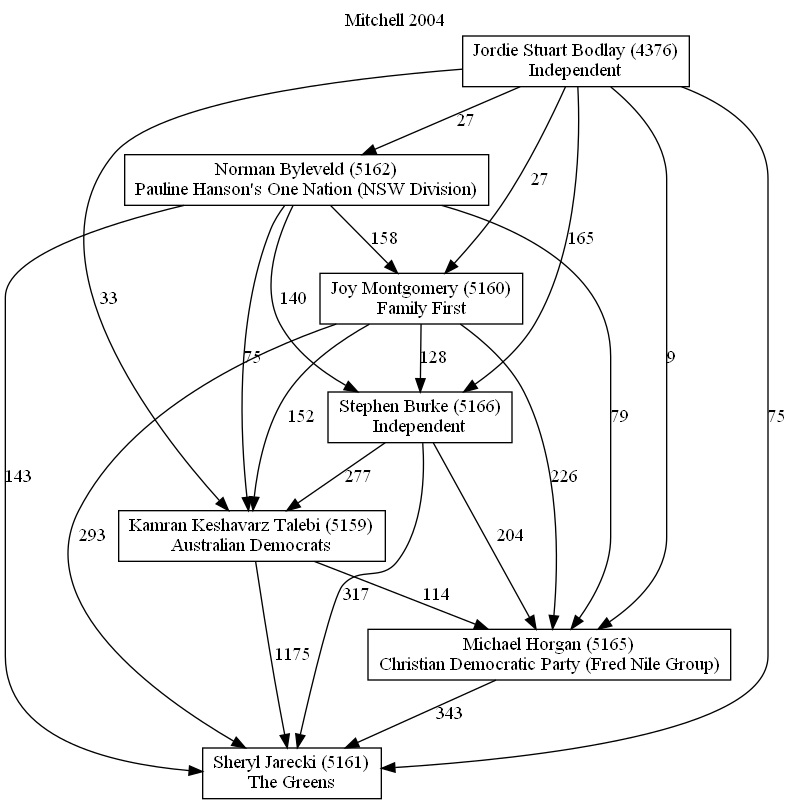 Mitchell 2004
Jordie Stuart Bodlay (4376)
Independent
27
Norman Byleveld (5162)
Pauline Hanson's One Nation (NSW Division)
27
158
165
Joy Montgomery (5160)
Family First
33
140
75
128
9
Stephen Burke (5166)
Independent
152
79
75
143
277
226
Kamran Keshavarz Talebi (5159)
Australian Democrats
293
204
317
114
Michael Horgan (5165)
Christian Democratic Party (Fred Nile Group)
1175
343
Sheryl Jarecki (5161)
The Greens